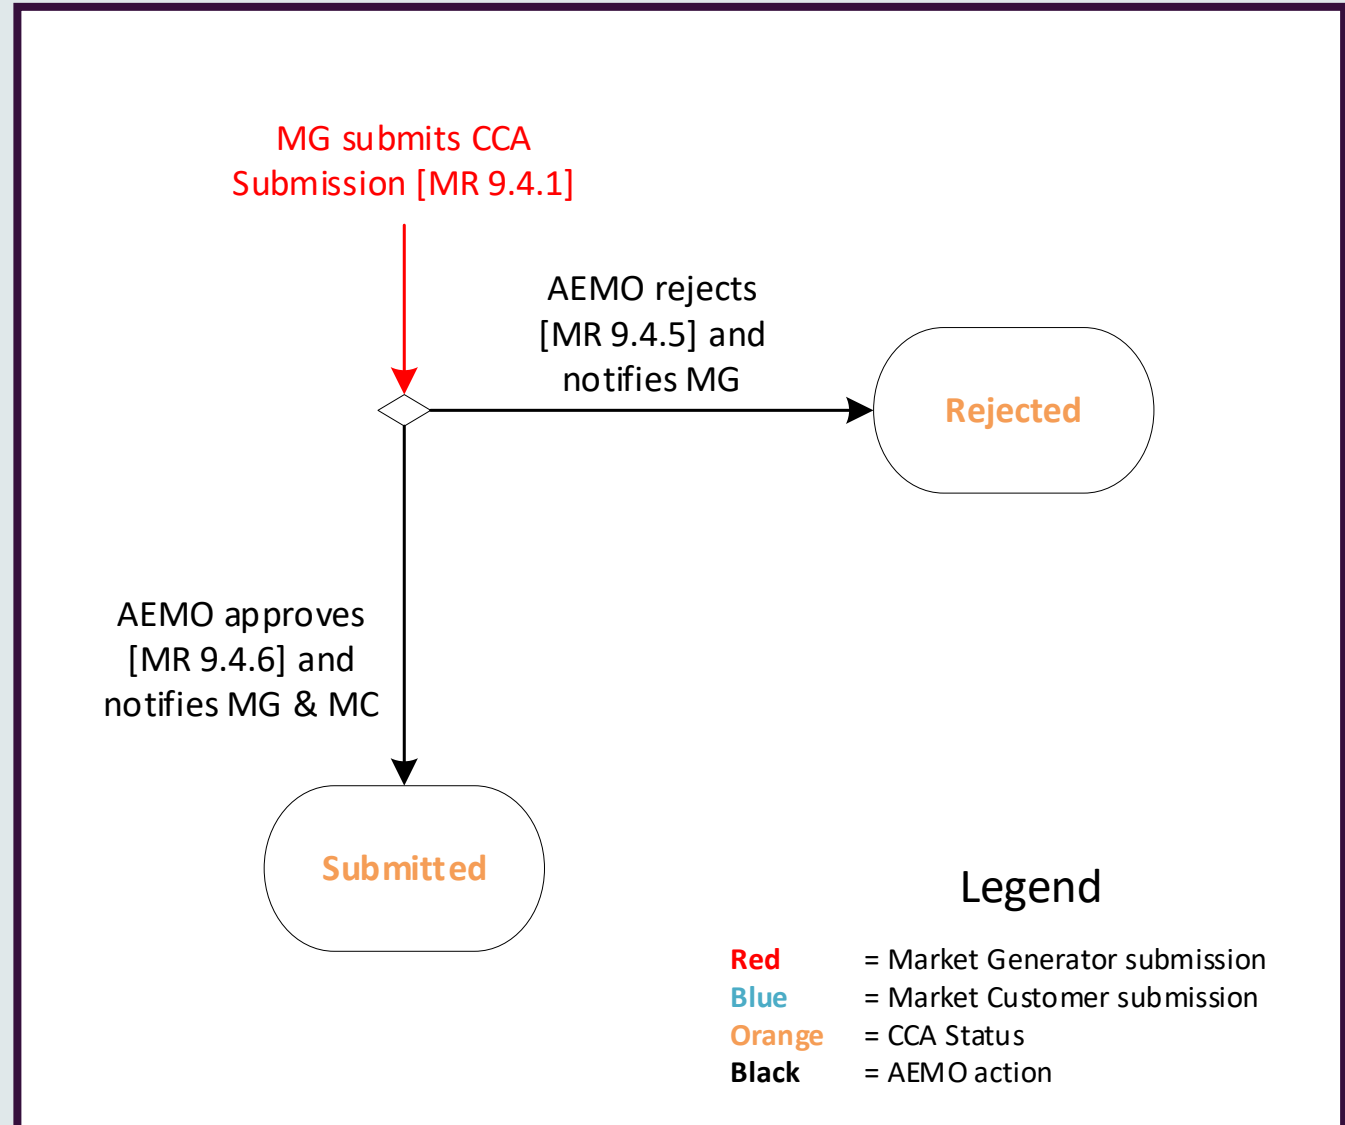 MG submits CCA
Submission [MR 9.4.1]
AEMO rejects
[MR 9.4.5] and
notifies MG
Rejected
AEMO approves
[MR 9.4.6] and
notifies MG & MC
Submitted
Legend
Red = Market Generator submission
Blue = Market Customer submission
Orange = CCA Status
Black = AEMO action